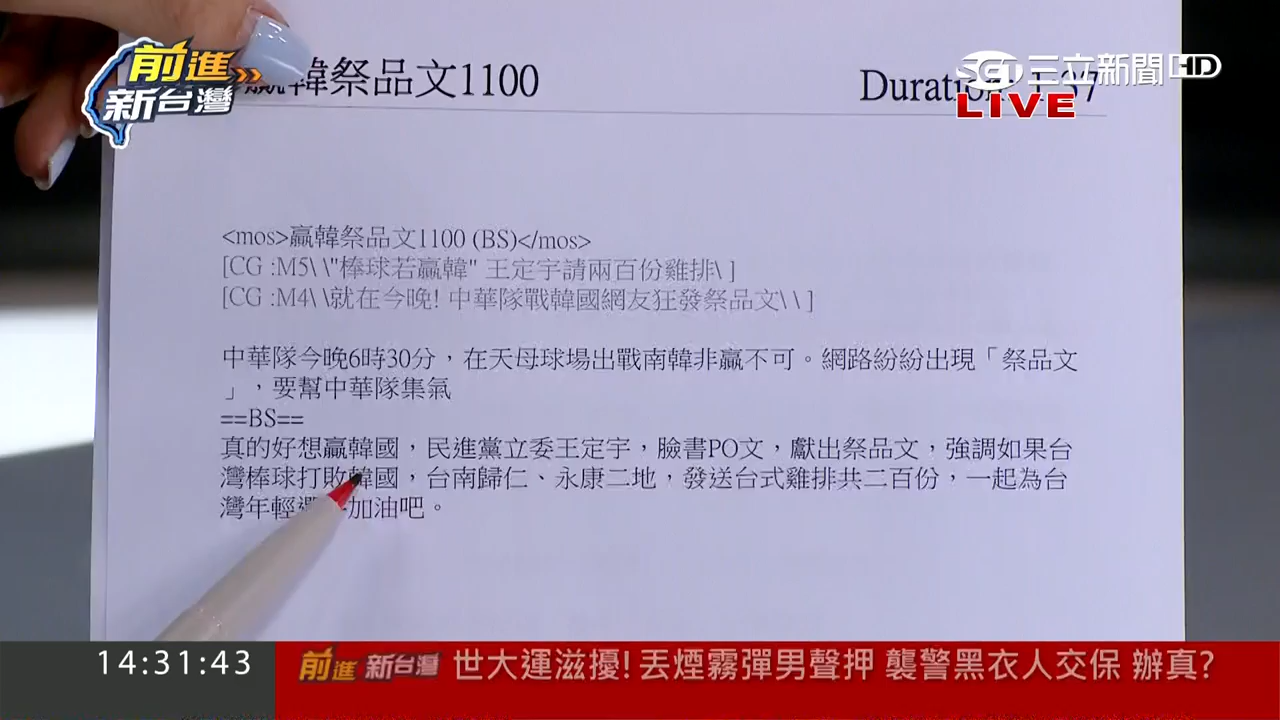 前進
新台灣
韓祭品文1100
三立新聞HD
LIVE
<mos>贏韓祭品文1100 (BS)</mos>
[CG :M5\ \"棒球若贏韓" 王定宇請兩百份雞排\ ]
[CG :M4\ \就在今晚! 中華隊戰韓國網友狂發祭品文\ \ ]
中華隊今晚6時30分，在天母球場出戰南韓非贏不可。網路紛紛出現「祭品文
」，要幫中華隊集氣
==BS==
真的好想贏韓國，民進黨立委王定宇，臉書PO文，獻出祭品文，強調如果台
灣棒球打敗韓國，台南歸仁、永康二地，發送台式雞排共二百份，一起為台
灣年輕加油吧。
14:31:43
前進 新台灣 世大運滋擾! 丟煙霧彈男聲押 襲警黑衣人交保 辦真?